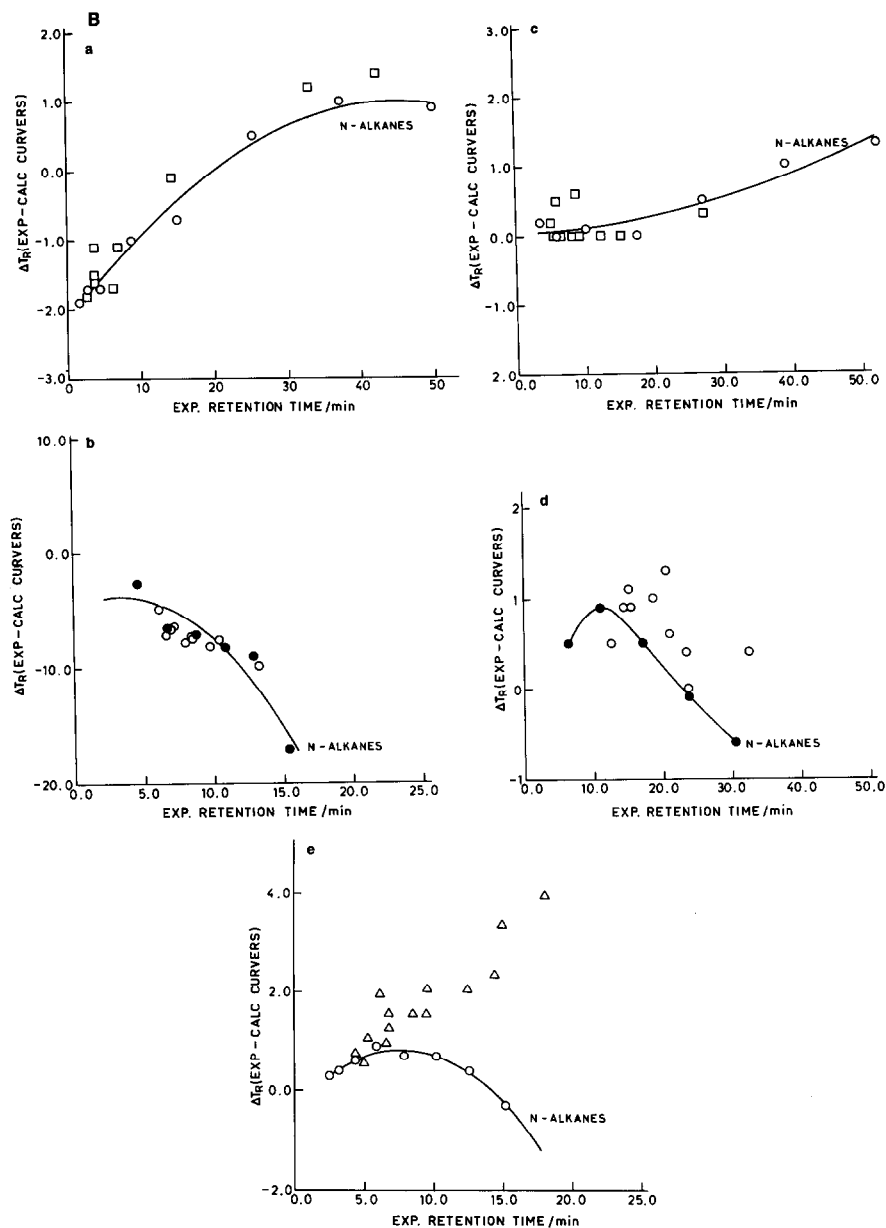 B
a
2.0
1.0
0.0
-1.0
-2.0
-3.0
ΔTR(EXP-CALC CURVERS)
N-ALKANES
0 10 20 30 40 50
EXP. RETENTION TIME/min
c
3.0
2.0
1.0
0.0
-1.0
2.0
ΔTR(EXP-CALC CURVERS)
N-ALKANES
0 10.0 20.0 30.0 40.0 50.0
EXP. RETENTION TIME/min
b
10.0
0.0
-10.0
-20.0
ΔTR(EXP-CALC CURVERS)
N-ALKANES
0.0 5.0 10.0 15.0 20.0 25.0
EXP. RETENTION TIME/min
d
2
1
0
-1
ΔTR(EXP-CALC CURVERS)
N-ALKANES
0.0 10.0 20.0 30.0 40.0 50.0
EXP. RETENTION TIME/min
e
4.0
2.0
0.0
-2.0
ΔTR(EXP-CALC CURVERS)
N-ALKANES
0.0 5.0 10.0 15.0 20.0 25.0
EXP. RETENTION TIME/min